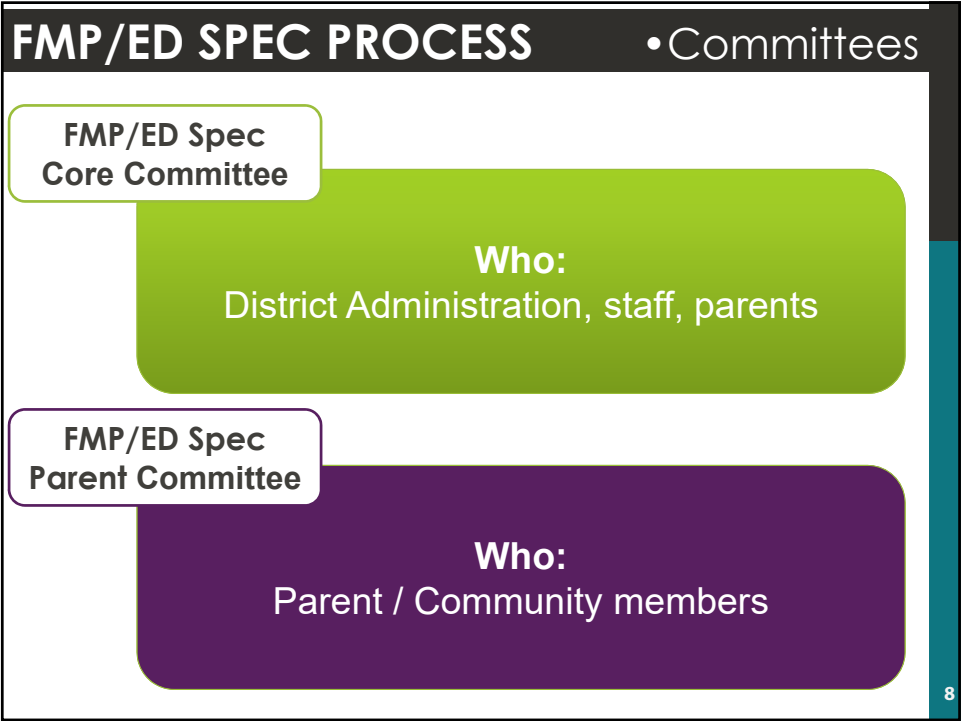 FMP/ED SPEC PROCESS •Committees
FMP/ED Spec
Core Committee
Who:
District Administration, staff, parents
FMP/ED Spec
Parent Committee
Who:
Parent / Community members
8